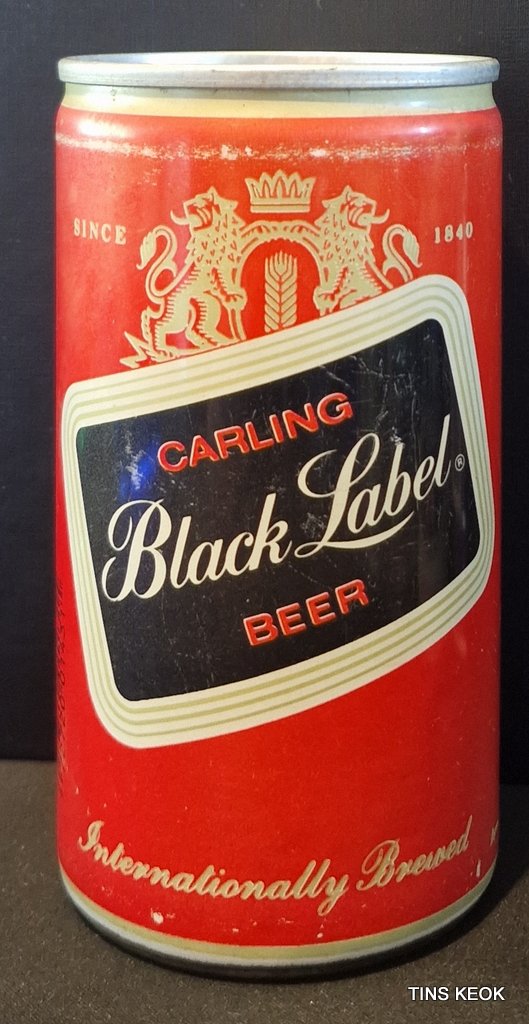 SINCE 1840
CARLING
Black Label ®
BEER
Internationally Brewed
TINS KEOK